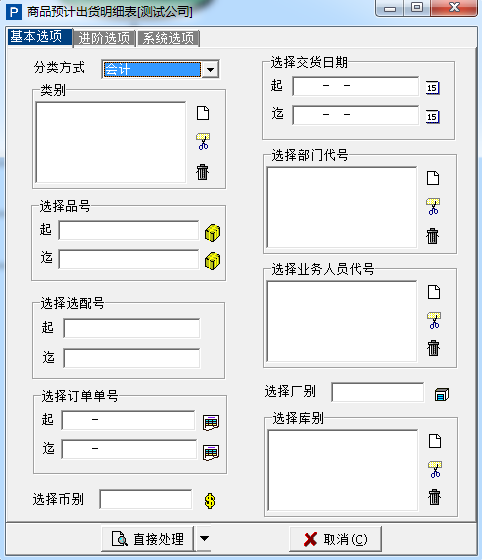 P 商品预计出货明细表[测试公司]
基本选项 进阶选项 系统选项
分类方式 会计
类别
选择品号
起
迄
选择选配号
起
迄
选择订单单号
起 -
迄 -
选择币别
选择交货日期
起 - - 15
迄 - - 15
选择部门代号
选择业务人员代号
选择厂别
选择库别
直接处理
取消(C)